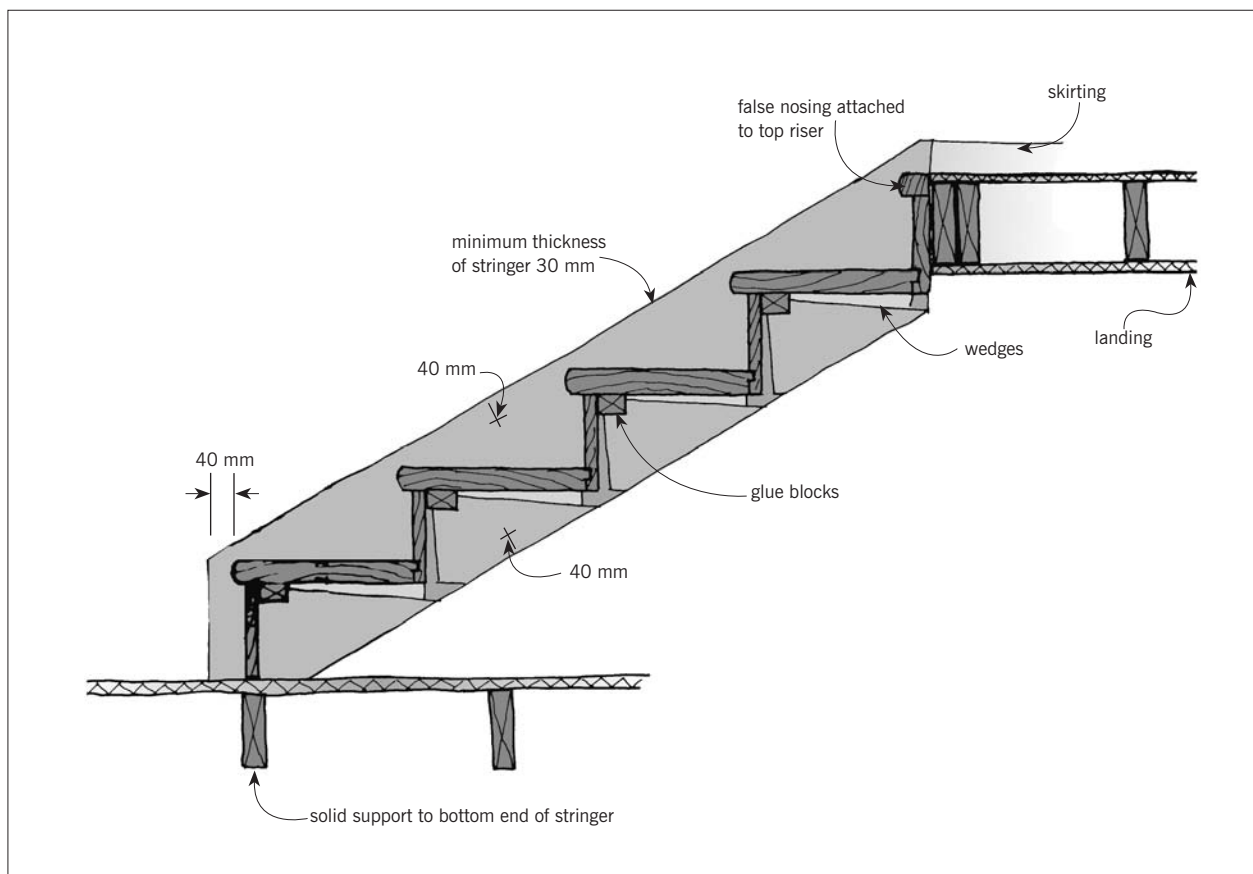 skirting
false nosing attached
to top riser
minimum thickness
of stringer 30 mm
landing
wedges
40 mm
40 mm
glue blocks
40 mm
solid support to bottom end of stringer